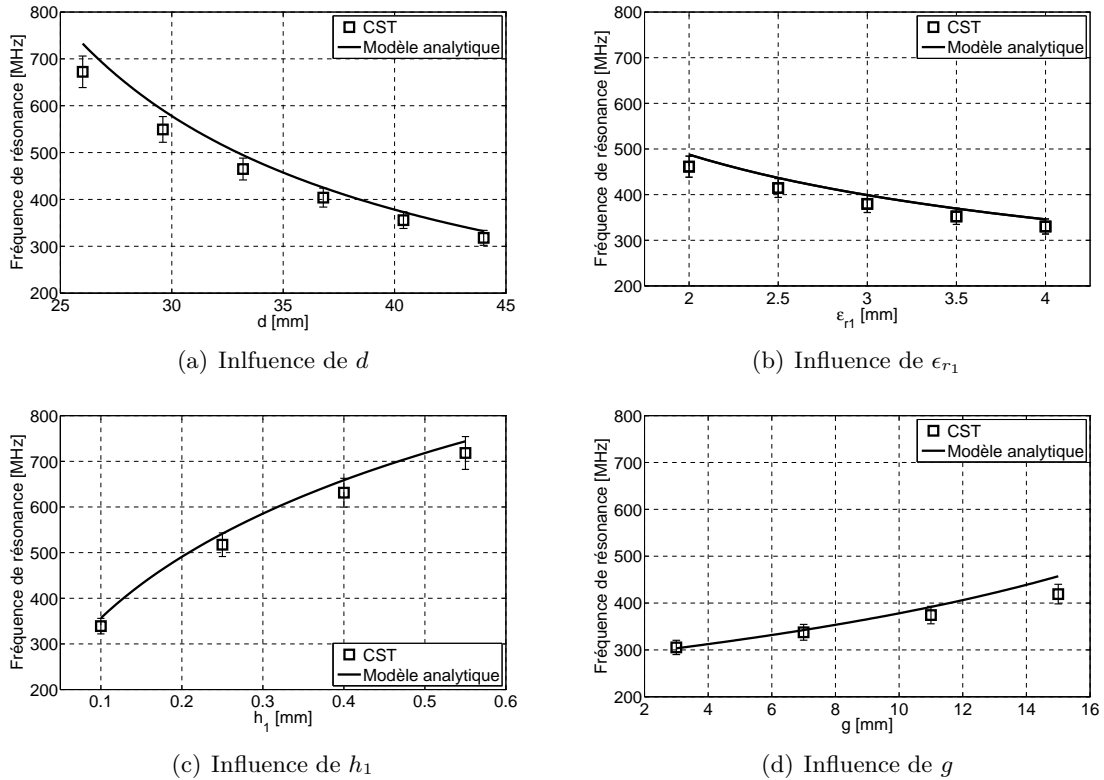 800
700
600
500
400
300
200
Fréquence de résonance [MHz]
CST
Modèle analytique
25 30 35 40 45
d [mm]
(a) Inlfuence de d
800
700
600
500
400
300
200
Fréquence de résonance [MHz]
CST
Modèle analytique
2 2.5 3 3.5 4
εr1 [mm]
(b) Influence de ϵr1
800
700
600
500
400
300
200
Fréquence de résonance [MHz]
CST
Modèle analytique
0.1 0.2 0.3 0.4 0.5 0.6
h1 [mm]
(c) Influence de h1
800
700
600
500
400
300
200
Fréquence de résonance [MHz]
CST
Modèle analytique
2 4 6 8 10 12 14 16
g [mm]
(d) Influence de g